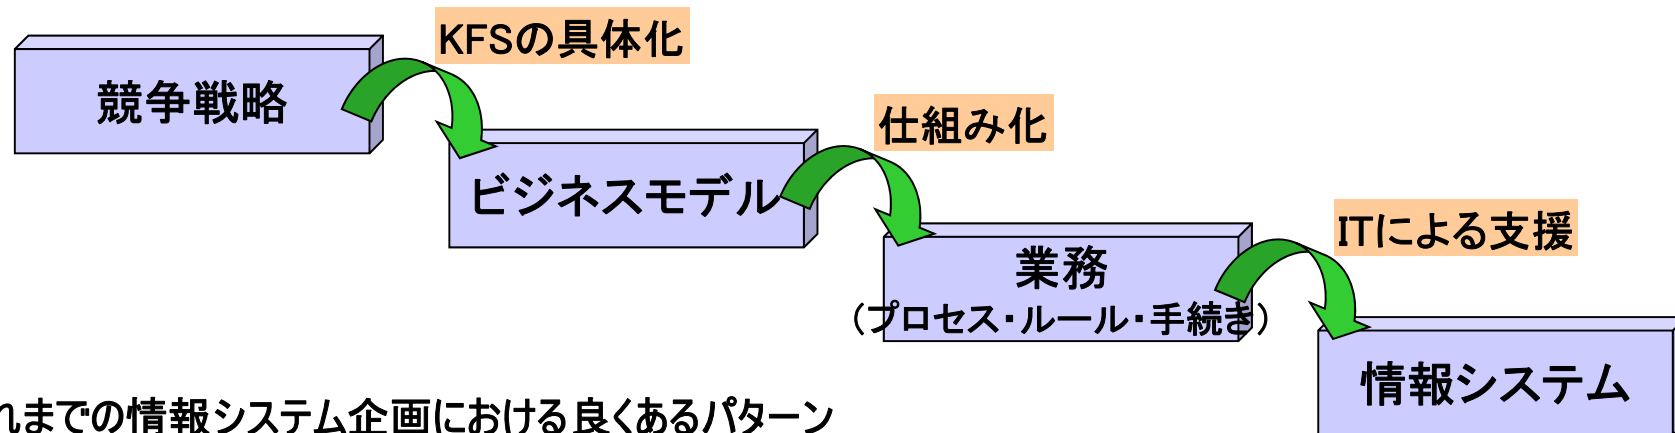 KFSの具体化
競争戦略
仕組み化
ビジネスモデル
ITによる支援
業務
（プロセス・ルール・手続き）
情報システム
れまでの情報システム企画における良くあるパターン